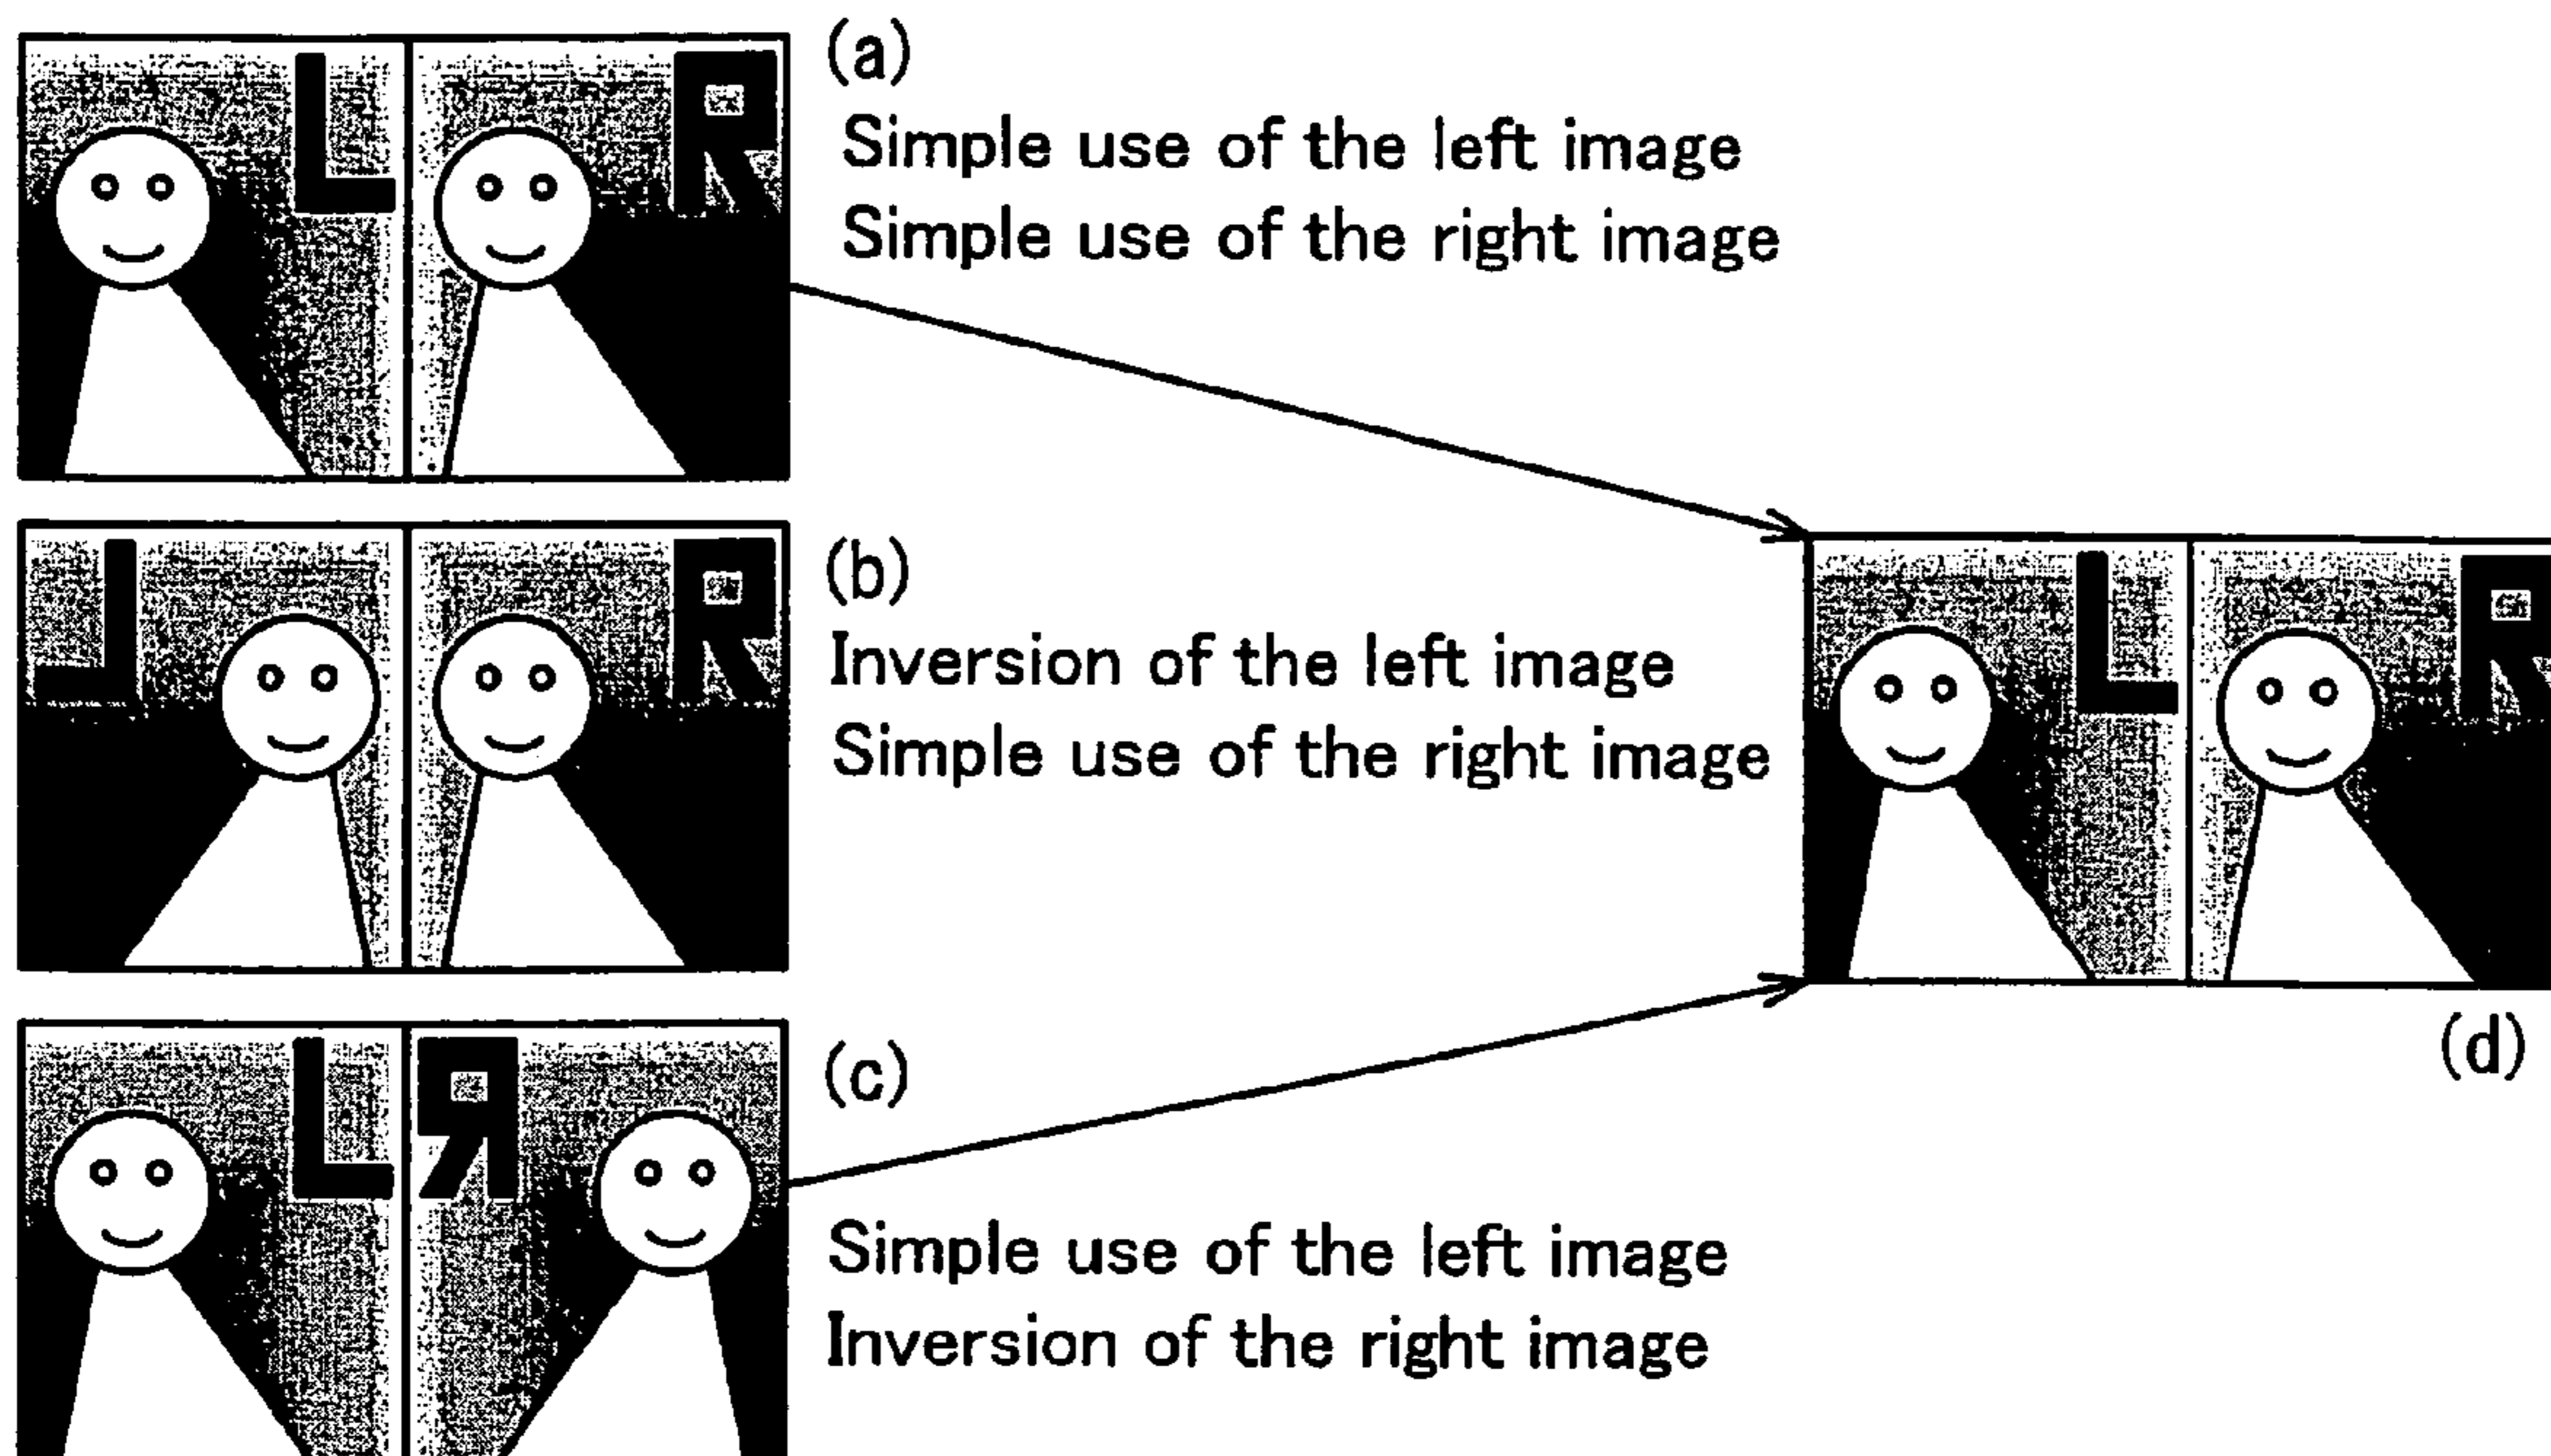 L R
(a)
Simple use of the left image
Simple use of the right image
L R
(b)
Inversion of the left image
Simple use of the right image
L R
(d)
L R
(c)
Simple use of the left image
Inversion of the right image